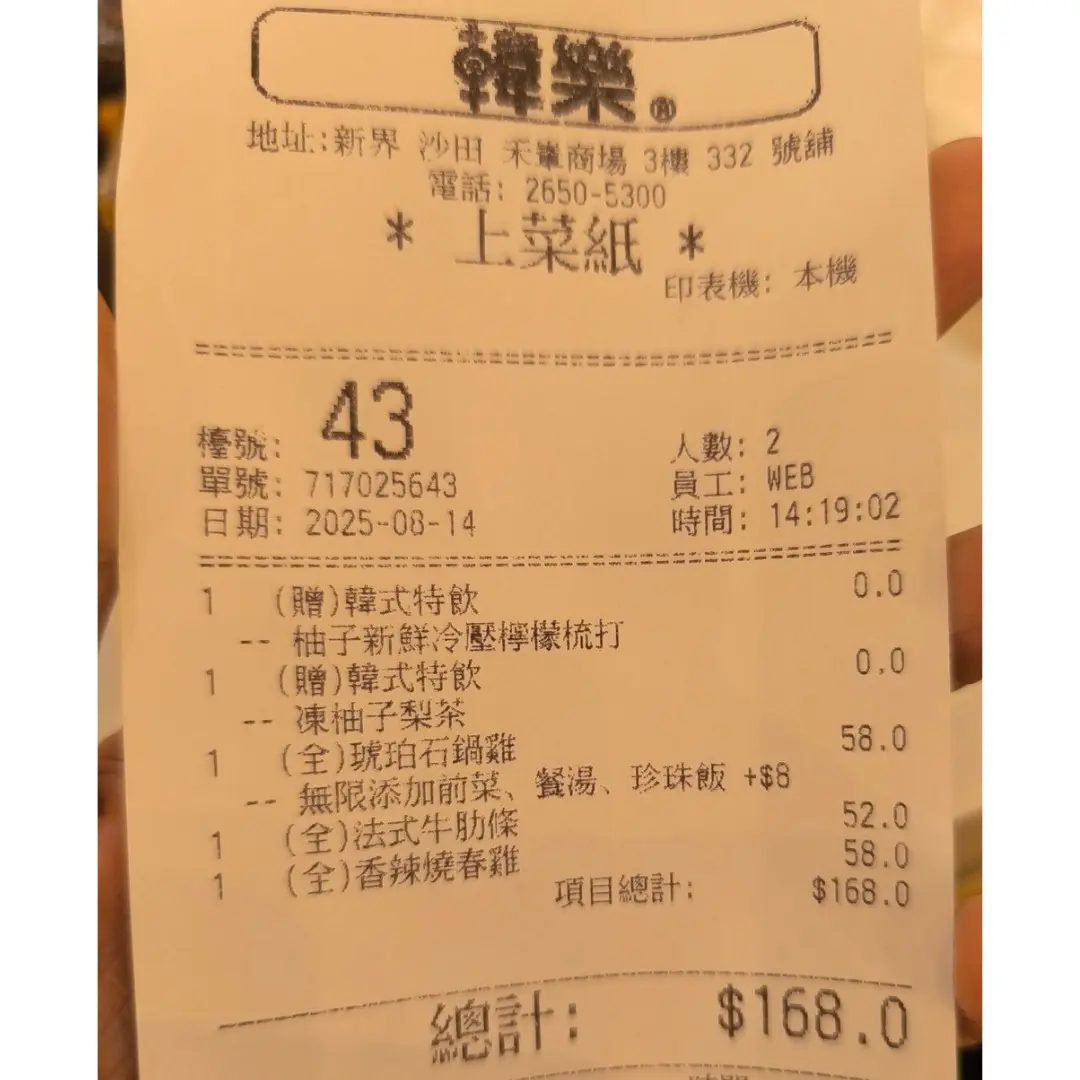 韓樂®
地址:新界 沙田 禾輋商場 3樓 332 號舖
電話: 2650-5300
* 上菜紙 *
印表機: 本機
檯號: 43 人數: 2
單號: 717025643 員工: WEB
日期: 2025-08-14 時間: 14:19:02
1 (贈)韓式特飲 0.0
-- 柚子新鮮冷壓檸檬梳打
1 (贈)韓式特飲 0.0
-- 凍柚子梨茶
1 (全)琥珀石鍋雞 58.0
-- 無限添加前菜、餐湯、珍珠飯 +$8
1 (全)法式牛肋條 52.0
1 (全)香辣燒春雞 58.0
項目總計: $168.0
總計: $168.0